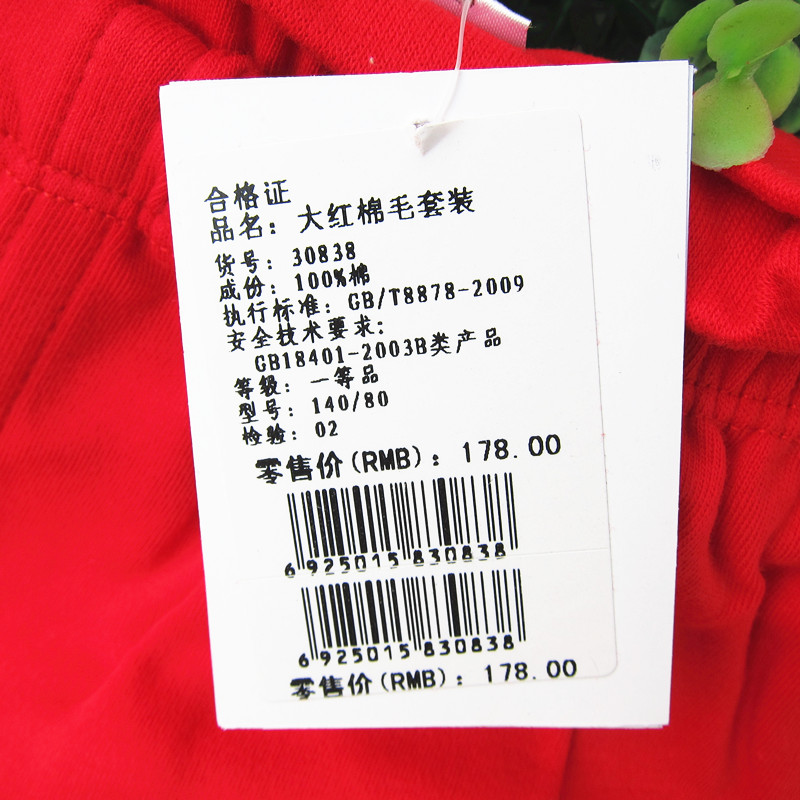 合格证
品名: 大红棉毛套装
货号: 30838
成份: 100%棉
执行标准: GB/T8878-2009
安全技术要求:
GB18401-2003B类产品
等级: 一等品
型号: 140/80
检验: 02
零售价(RMB): 178.00
6 925015 830838
6 925015 830838
零售价(RMB): 178.00